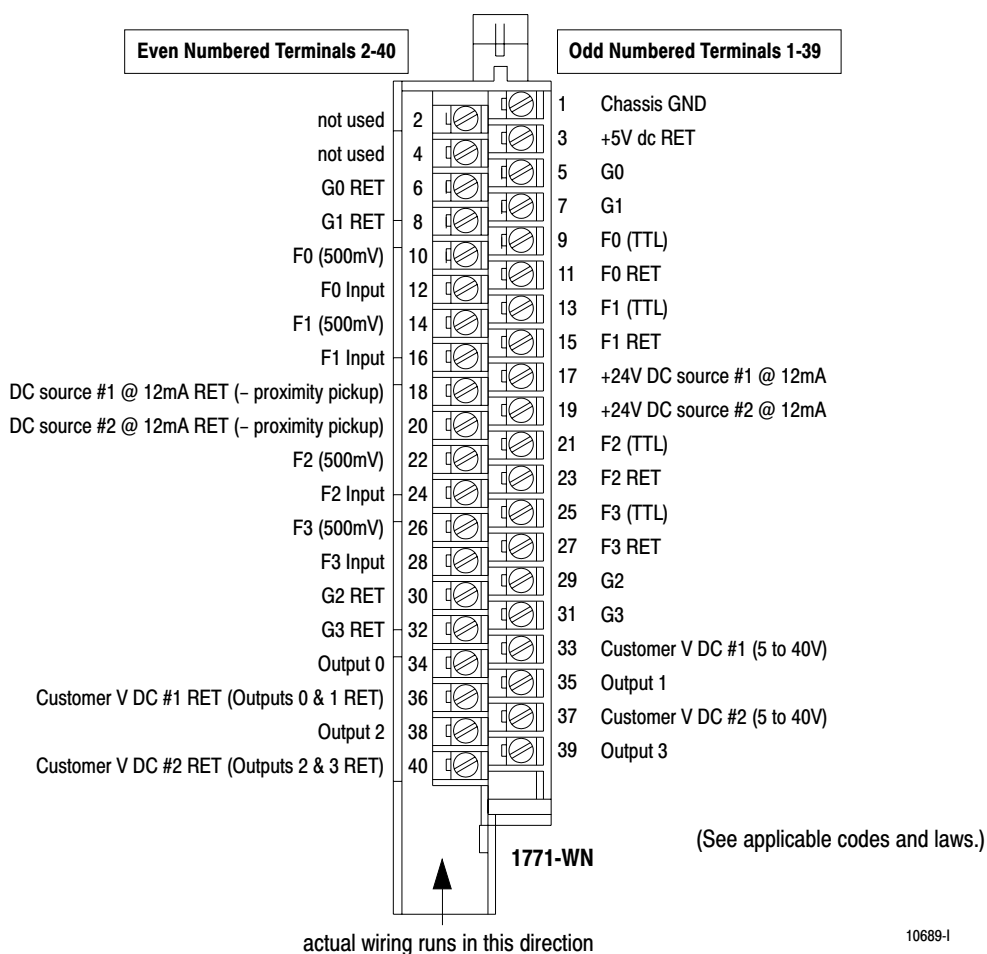 Even Numbered Terminals 2-40
Odd Numbered Terminals 1-39
1 Chassis GND
not used 2
3 +5V dc RET
not used 4
5 G0
G0 RET 6
7 G1
G1 RET 8
9 F0 (TTL)
F0 (500mV) 10
11 F0 RET
F0 Input 12
13 F1 (TTL)
F1 (500mV) 14
15 F1 RET
F1 Input 16
17 +24V DC source #1 @ 12mA
DC source #1 @ 12mA RET (– proximity pickup) 18
19 +24V DC source #2 @ 12mA
DC source #2 @ 12mA RET (– proximity pickup) 20
21 F2 (TTL)
F2 (500mV) 22
23 F2 RET
F2 Input 24
25 F3 (TTL)
F3 (500mV) 26
27 F3 RET
F3 Input 28
29 G2
G2 RET 30
31 G3
G3 RET 32
33 Customer V DC #1 (5 to 40V)
Output 0 34
35 Output 1
Customer V DC #1 RET (Outputs 0 & 1 RET) 36
37 Customer V DC #2 (5 to 40V)
Output 2 38
39 Output 3
Customer V DC #2 RET (Outputs 2 & 3 RET) 40
(See applicable codes and laws.)
1771-WN
actual wiring runs in this direction
10689-I